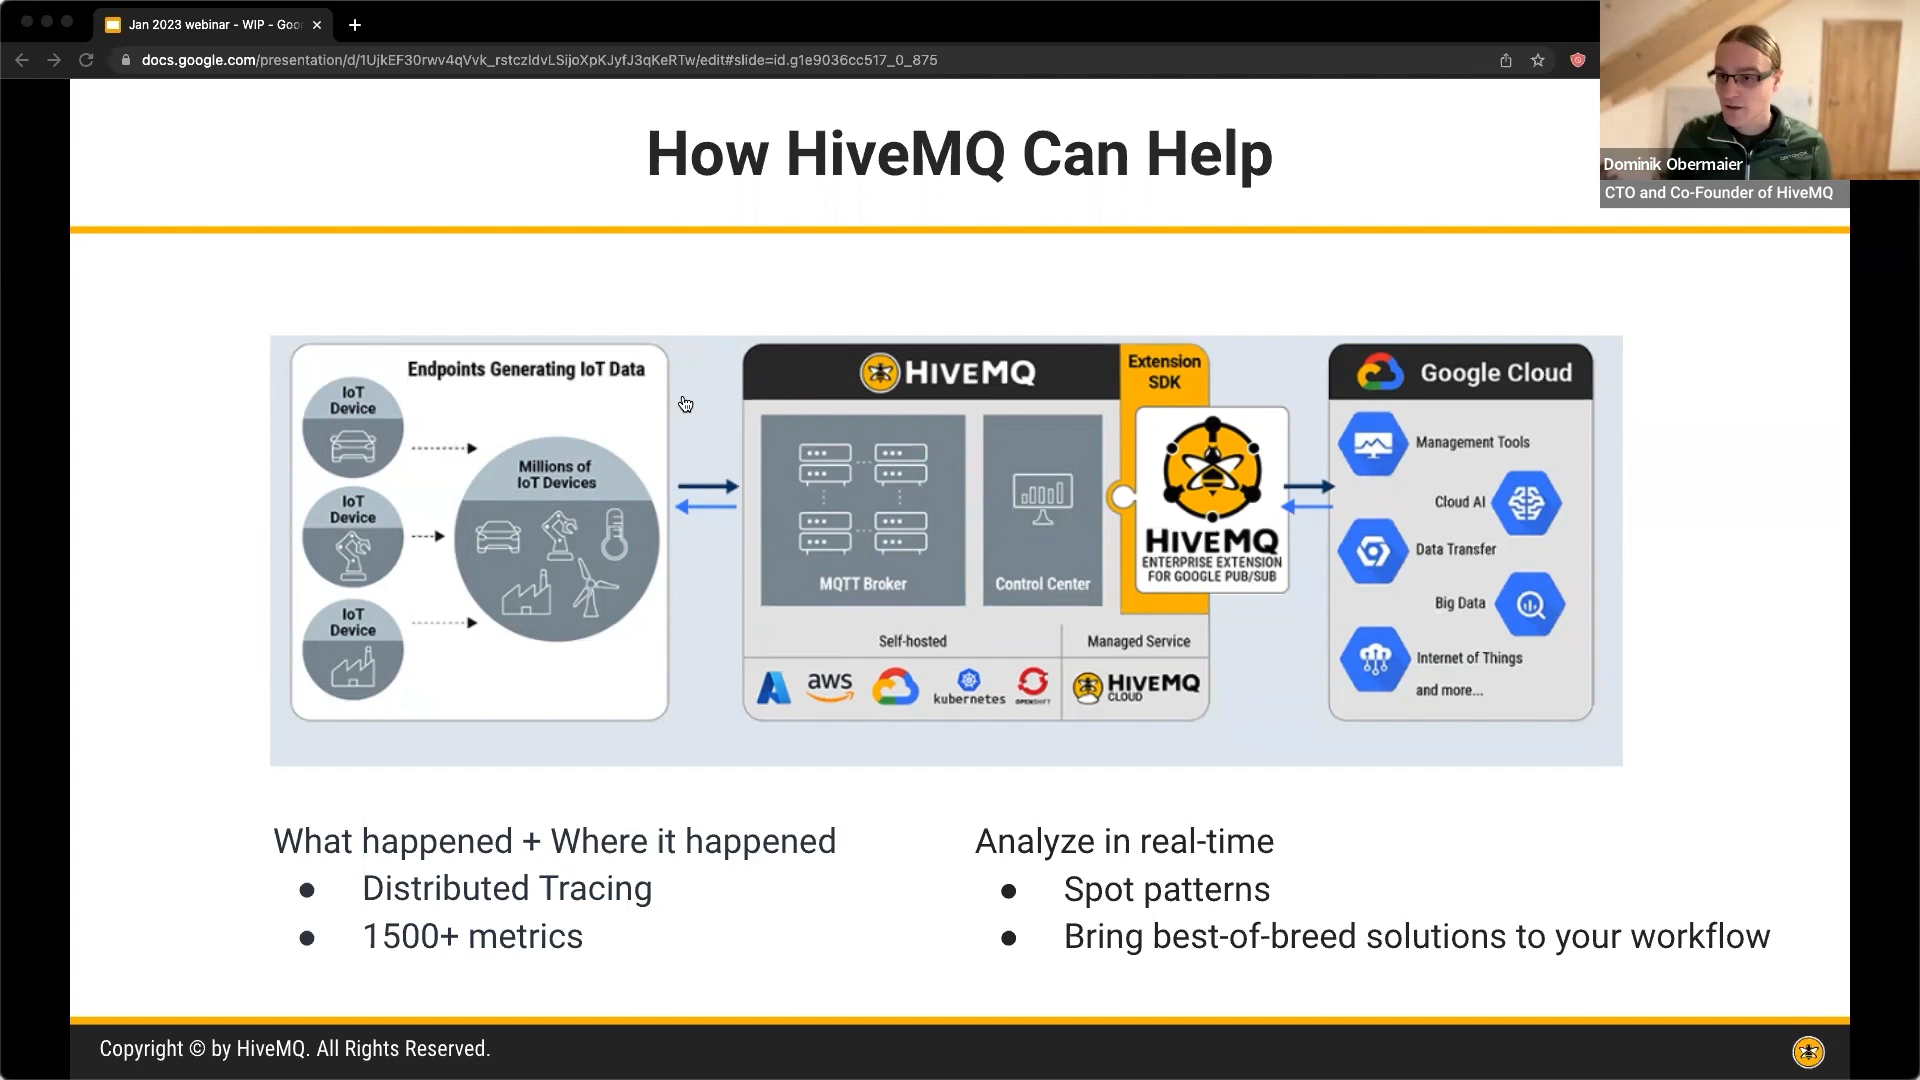 Jan 2023 webinar - WIP - Goo
docs.google.com/presentation/d/1UjkEF30rwv4qVvk_rstczIdvLSijoXpKJyfJ3qKeRTw/edit#slide=id.g1e9036cc517_0_875
Dominik Obermaier
CTO and Co-Founder of HiveMQ
How HiveMQ Can Help
Endpoints Generating IoT Data
IoT
Device
IoT
Device
IoT
Device
Millions of
IoT Devices
HIVEMQ
Extension
SDK
MQTT Broker
Control Center
HIVEMQ
ENTERPRISE EXTENSION
FOR GOOGLE PUB/SUB
Self-hosted
Managed Service
aws
kubernetes
OPENSHIFT
HIVEMQ
CLOUD
Google Cloud
Management Tools
Cloud AI
Data Transfer
Big Data
Internet of Things
and more...
What happened + Where it happened
● Distributed Tracing
● 1500+ metrics
Analyze in real-time
● Spot patterns
● Bring best-of-breed solutions to your workflow
Copyright © by HiveMQ. All Rights Reserved.